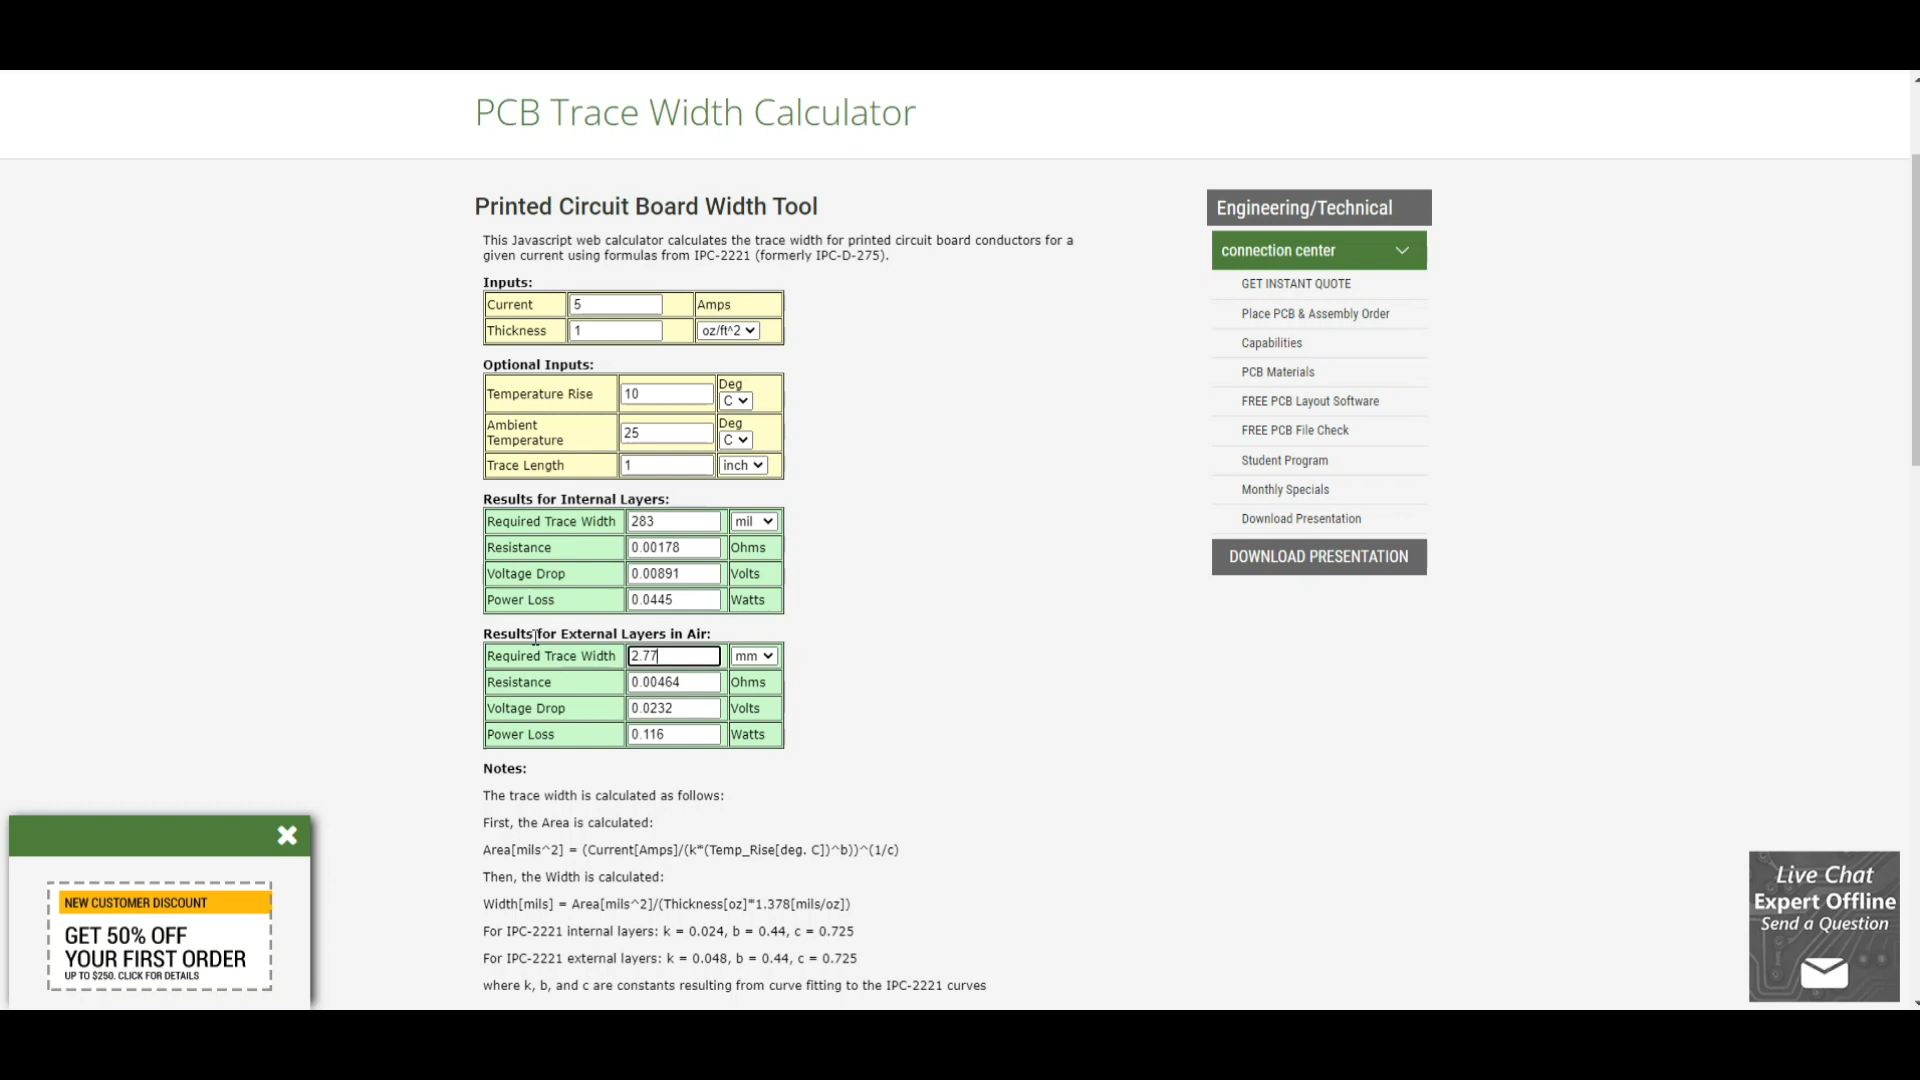 PCB Trace Width Calculator
Printed Circuit Board Width Tool
This Javascript web calculator calculates the trace width for printed circuit board conductors for a
given current using formulas from IPC-2221 (formerly IPC-D-275).
Inputs:
Current 5 Amps
Thickness 1 oz/ft^2
Optional Inputs:
Temperature Rise 10 Deg C
Ambient Temperature 25 Deg C
Trace Length 1 inch
Results for Internal Layers:
Required Trace Width 283 mil
Resistance 0.00178 Ohms
Voltage Drop 0.00891 Volts
Power Loss 0.0445 Watts
Results for External Layers in Air:
Required Trace Width 2.77 mm
Resistance 0.00464 Ohms
Voltage Drop 0.0232 Volts
Power Loss 0.116 Watts
Notes:
The trace width is calculated as follows:
First, the Area is calculated:
Area[mils^2] = (Current[Amps]/(k*(Temp_Rise[deg. C])^b))^(1/c)
Then, the Width is calculated:
Width[mils] = Area[mils^2]/(Thickness[oz]*1.378[mils/oz])
For IPC-2221 internal layers: k = 0.024, b = 0.44, c = 0.725
For IPC-2221 external layers: k = 0.048, b = 0.44, c = 0.725
where k, b, and c are constants resulting from curve fitting to the IPC-2221 curves
Engineering/Technical
connection center
GET INSTANT QUOTE
Place PCB & Assembly Order
Capabilities
PCB Materials
FREE PCB Layout Software
FREE PCB File Check
Student Program
Monthly Specials
Download Presentation
DOWNLOAD PRESENTATION
NEW CUSTOMER DISCOUNT
GET 50% OFF
YOUR FIRST ORDER
UP TO $250. CLICK FOR DETAILS
Live Chat
Expert Offline
Send a Question